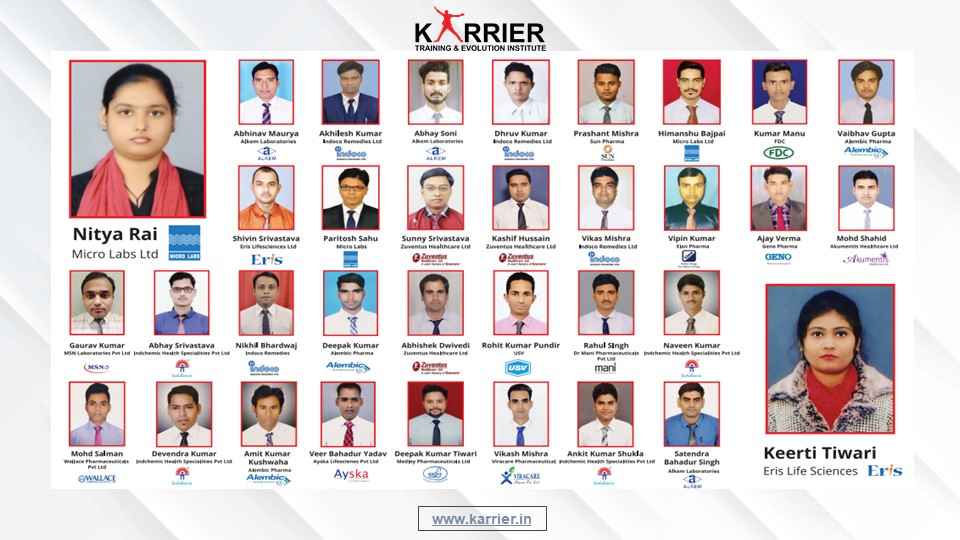 KARRIER
TRAINING & EVOLUTION INSTITUTE
Nitya Rai
Micro Labs Ltd
MICRO LABS
Abhinav Maurya
Alkem Laboratories
ALKEM
Akhilesh Kumar
Indoco Remedies Ltd
indoco
Abhay Soni
Alkem Laboratories
ALKEM
Dhruv Kumar
Indoco Remedies Ltd
indoco
Prashant Mishra
Sun Pharma
SUN
Himanshu Bajpai
Micro Labs Ltd
Kumar Manu
FDC
FDC
Vaibhav Gupta
Alembic Pharma
Alembic
Shivin Srivastava
Eris Lifesciences Ltd
Eris
Paritosh Sahu
Micro Labs
Sunny Srivastava
Zuventus Healthcare Ltd
Zuventus
Kashif Hussain
Zuventus Healthcare Ltd
Zuventus
Vikas Mishra
Indoco Remedies Ltd
indoco
Vipin Kumar
Ajay Verma
Geno Pharma
GENO
Mohd Shahid
Akumentis Healthcare Ltd
Akumentis
Gaurav Kumar
MSN Laboratories Pvt Ltd
MSN
Abhay Srivastava
Indchemie Health Specialities Pvt Ltd
Nikhil Bhardwaj
Indoco Remedies
indoco
Deepak Kumar
Alembic Pharma
Alembic
Abhishek Dwivedi
Zuventus Healthcare Ltd
Zuventus
Rohit Kumar Pundir
USV
USV
Rahul Singh
Dr Mani Pharmaceuticals
Pvt Ltd
mani
Naveen Kumar
Indchemie Health Specialities Pvt Ltd
Keerti Tiwari
Eris Life Sciences
Eris
Mohd Salman
Wallace Pharmaceuticals
Pvt Ltd
WALLACE
Devendra Kumar
Indchemie Health Specialities Pvt Ltd
Amit Kumar
Kushwaha
Alembic Pharma
Alembic
Veer Bahadur Yadav
Ayska Lifesciences Pvt Ltd
Ayska
Deepak Kumar Tiwari
Medley Pharmaceuticals Ltd
Vikash Mishra
Viracare Pharmaceutical
VIRACARE
Ankit Kumar Shukla
Indchemie Health Specialities Pvt Ltd
Satendra
Bahadur Singh
Alkem Laboratories
ALKEM
www.karrier.in